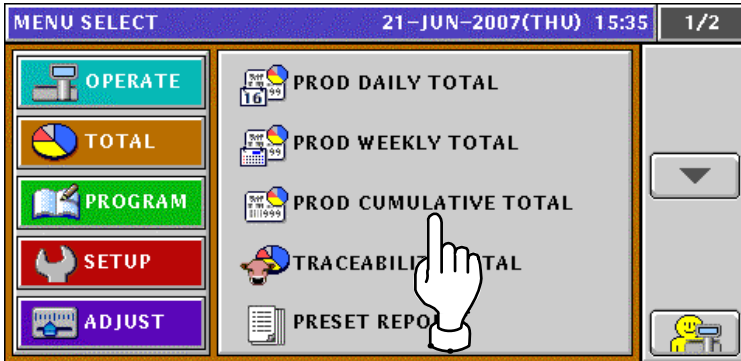 MENU SELECT 21-JUN-2007(THU) 15:35 1/2
OPERATE
TOTAL
PROGRAM
SETUP
ADJUST
PROD DAILY TOTAL
PROD WEEKLY TOTAL
PROD CUMULATIVE TOTAL
PRESET